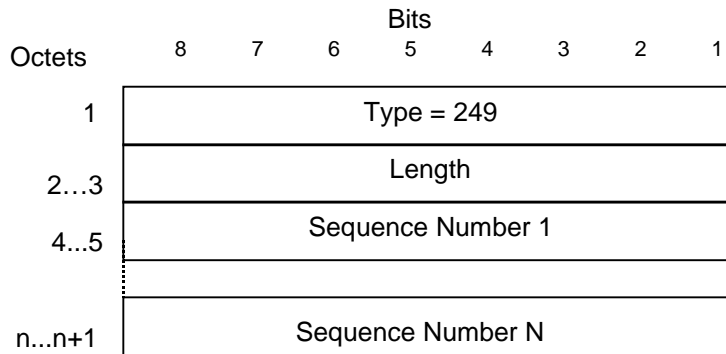 Bits
Octets 8 7 6 5 4 3 2 1
1 Type = 249
2…3 Length
4...5 Sequence Number 1
n...n+1 Sequence Number N